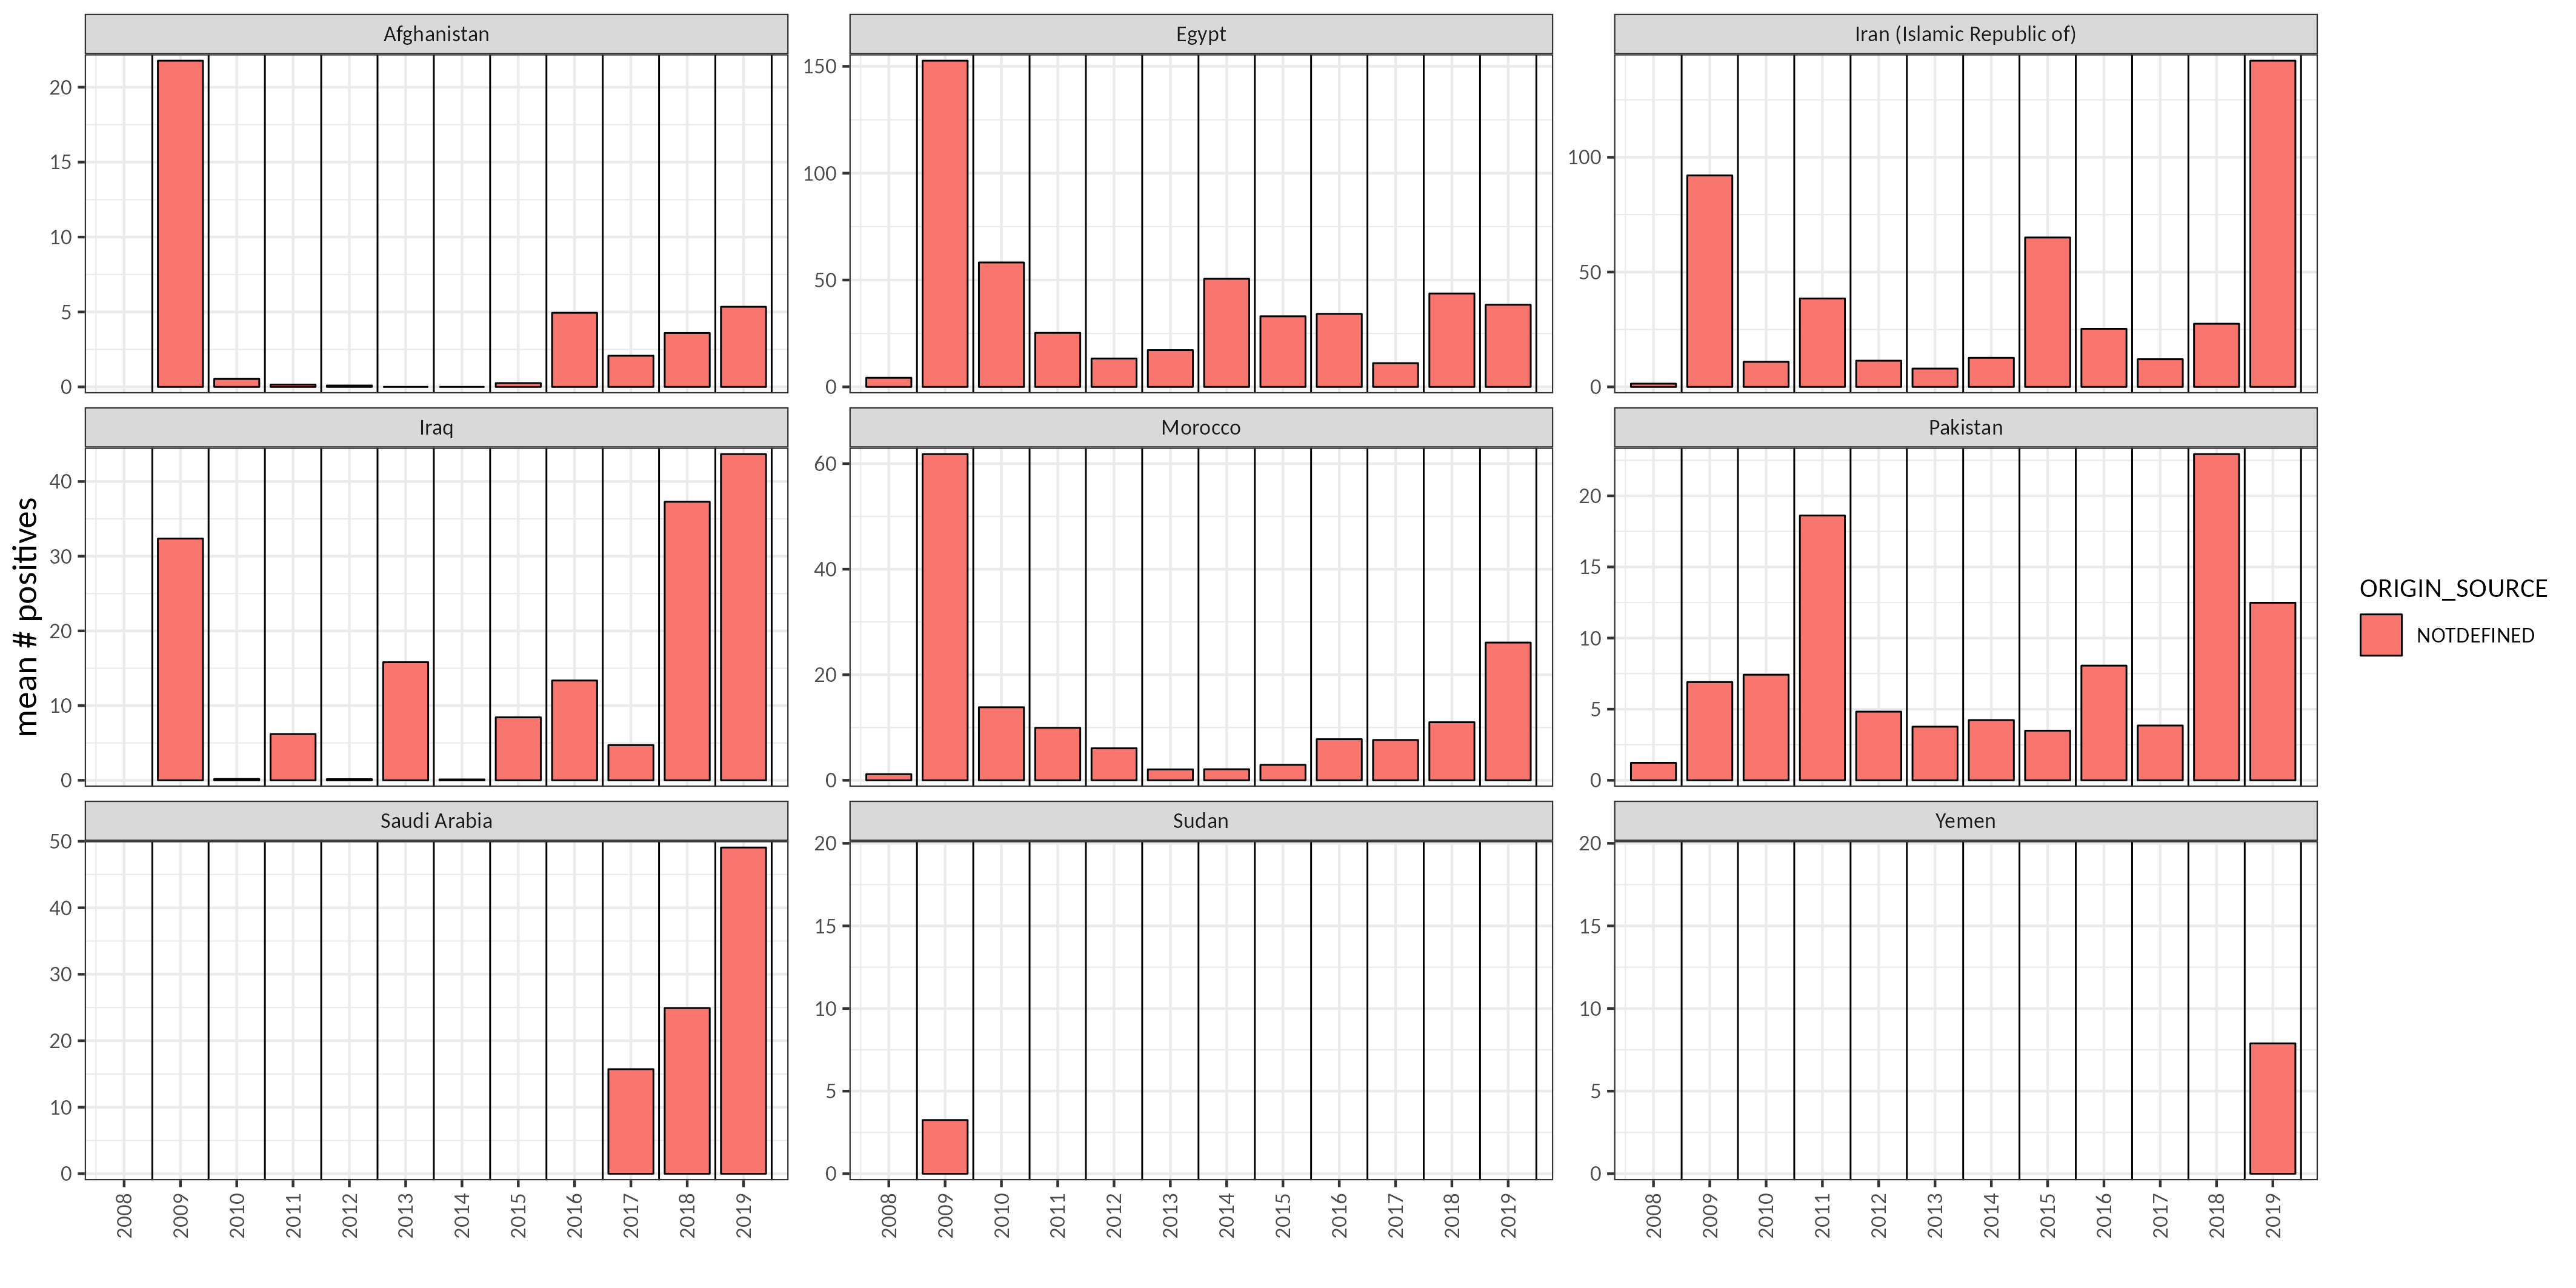 Afghanistan
Egypt
Iran (Islamic Republic of)
20
15
10
5
0
150
100
50
0
100
50
0
Iraq
Morocco
Pakistan
40
30
20
10
0
60
40
20
0
20
15
10
5
0
mean # positives
ORIGIN_SOURCE
NOTDEFINED
Saudi Arabia
Sudan
Yemen
50
40
30
20
10
0
20
15
10
5
0
20
15
10
5
0
2008 2009 2010 2011 2012 2013 2014 2015 2016 2017 2018 2019
2008 2009 2010 2011 2012 2013 2014 2015 2016 2017 2018 2019
2008 2009 2010 2011 2012 2013 2014 2015 2016 2017 2018 2019